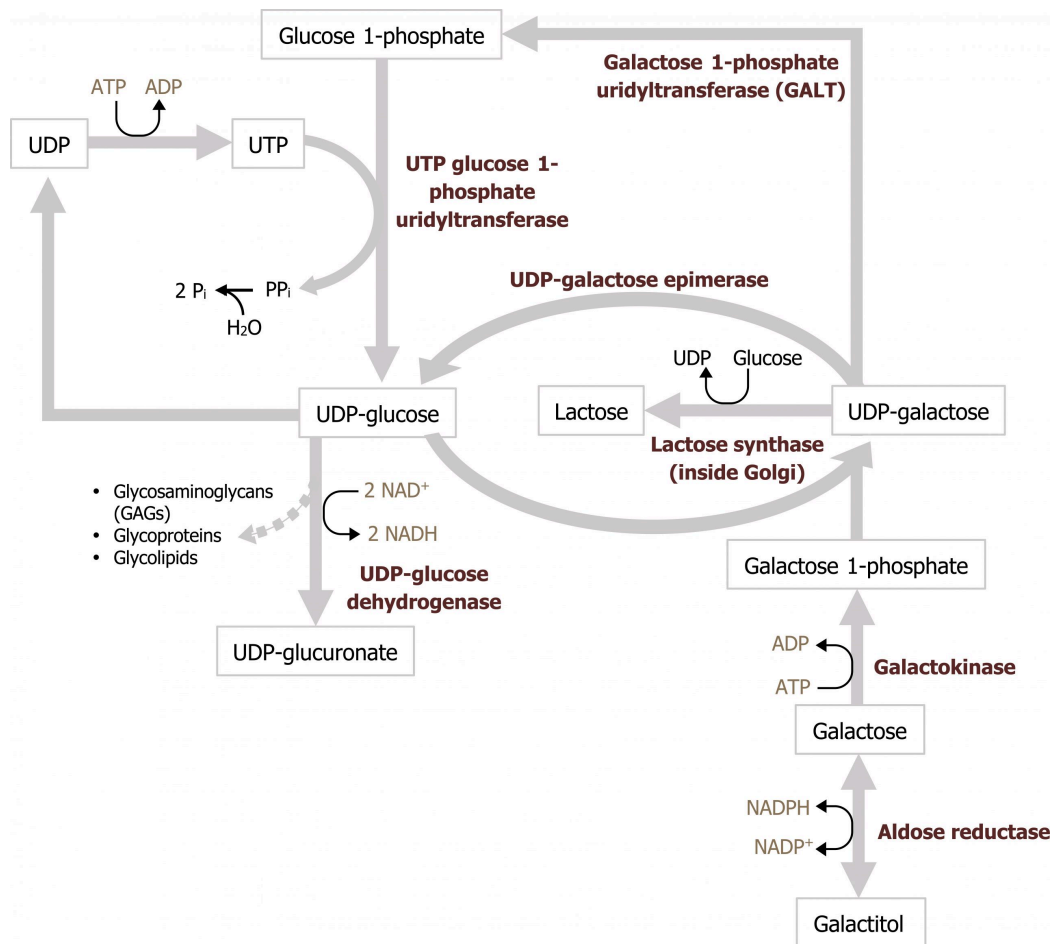 Glucose 1-phosphate
Galactose 1-phosphate
uridyltransferase (GALT)
ATP ADP
UDP
UTP
UTP glucose 1-
phosphate
uridyltransferase
UDP-galactose epimerase
2 Pᵢ PPᵢ
H₂O
UDP Glucose
UDP-glucose
Lactose
UDP-galactose
Lactose synthase
(inside Golgi)
• Glycosaminoglycans
(GAGs)
• Glycoproteins
• Glycolipids
2 NAD⁺
2 NADH
UDP-glucose
dehydrogenase
UDP-glucuronate
Galactose 1-phosphate
ADP
ATP
Galactokinase
Galactose
NADPH
NADP⁺
Aldose reductase
Galactitol